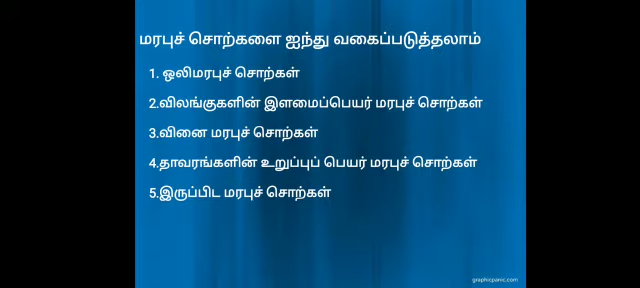 மரபுச் சொற்களை ஐந்து வகைப்படுத்தலாம்
1. ஒலிமரபுச் சொற்கள்
2.விலங்குகளின் இளமைப்பெயர் மரபுச் சொற்கள்
3.வினை மரபுச் சொற்கள்
4.தாவரங்களின் உறுப்புப் பெயர் மரபுச் சொற்கள்
5.இருப்பிட மரபுச் சொற்கள்
graphicpanic.com